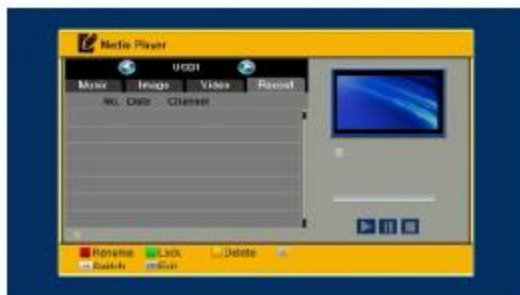 Media Player
USB1
Music Image Video Record
No. Date Channel
Rename Lock Delete
Switch Exit